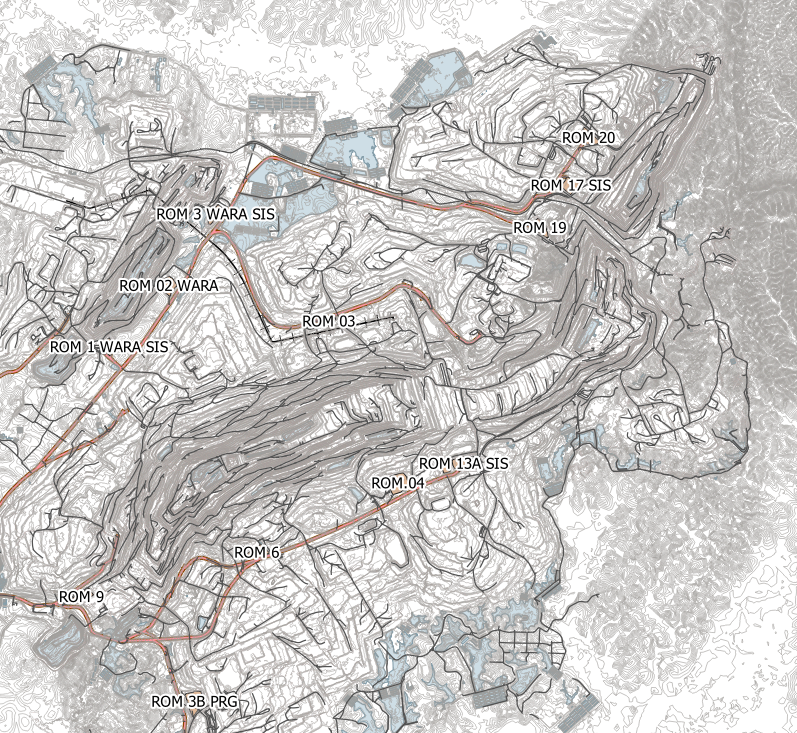 ROM 20
ROM 17 SIS
ROM 3 WARA SIS
ROM 19
ROM 02 WARA
ROM 03
ROM 1 WARA SIS
ROM 13A SIS
ROM 04
ROM 6
ROM 9
ROM 3B PRG